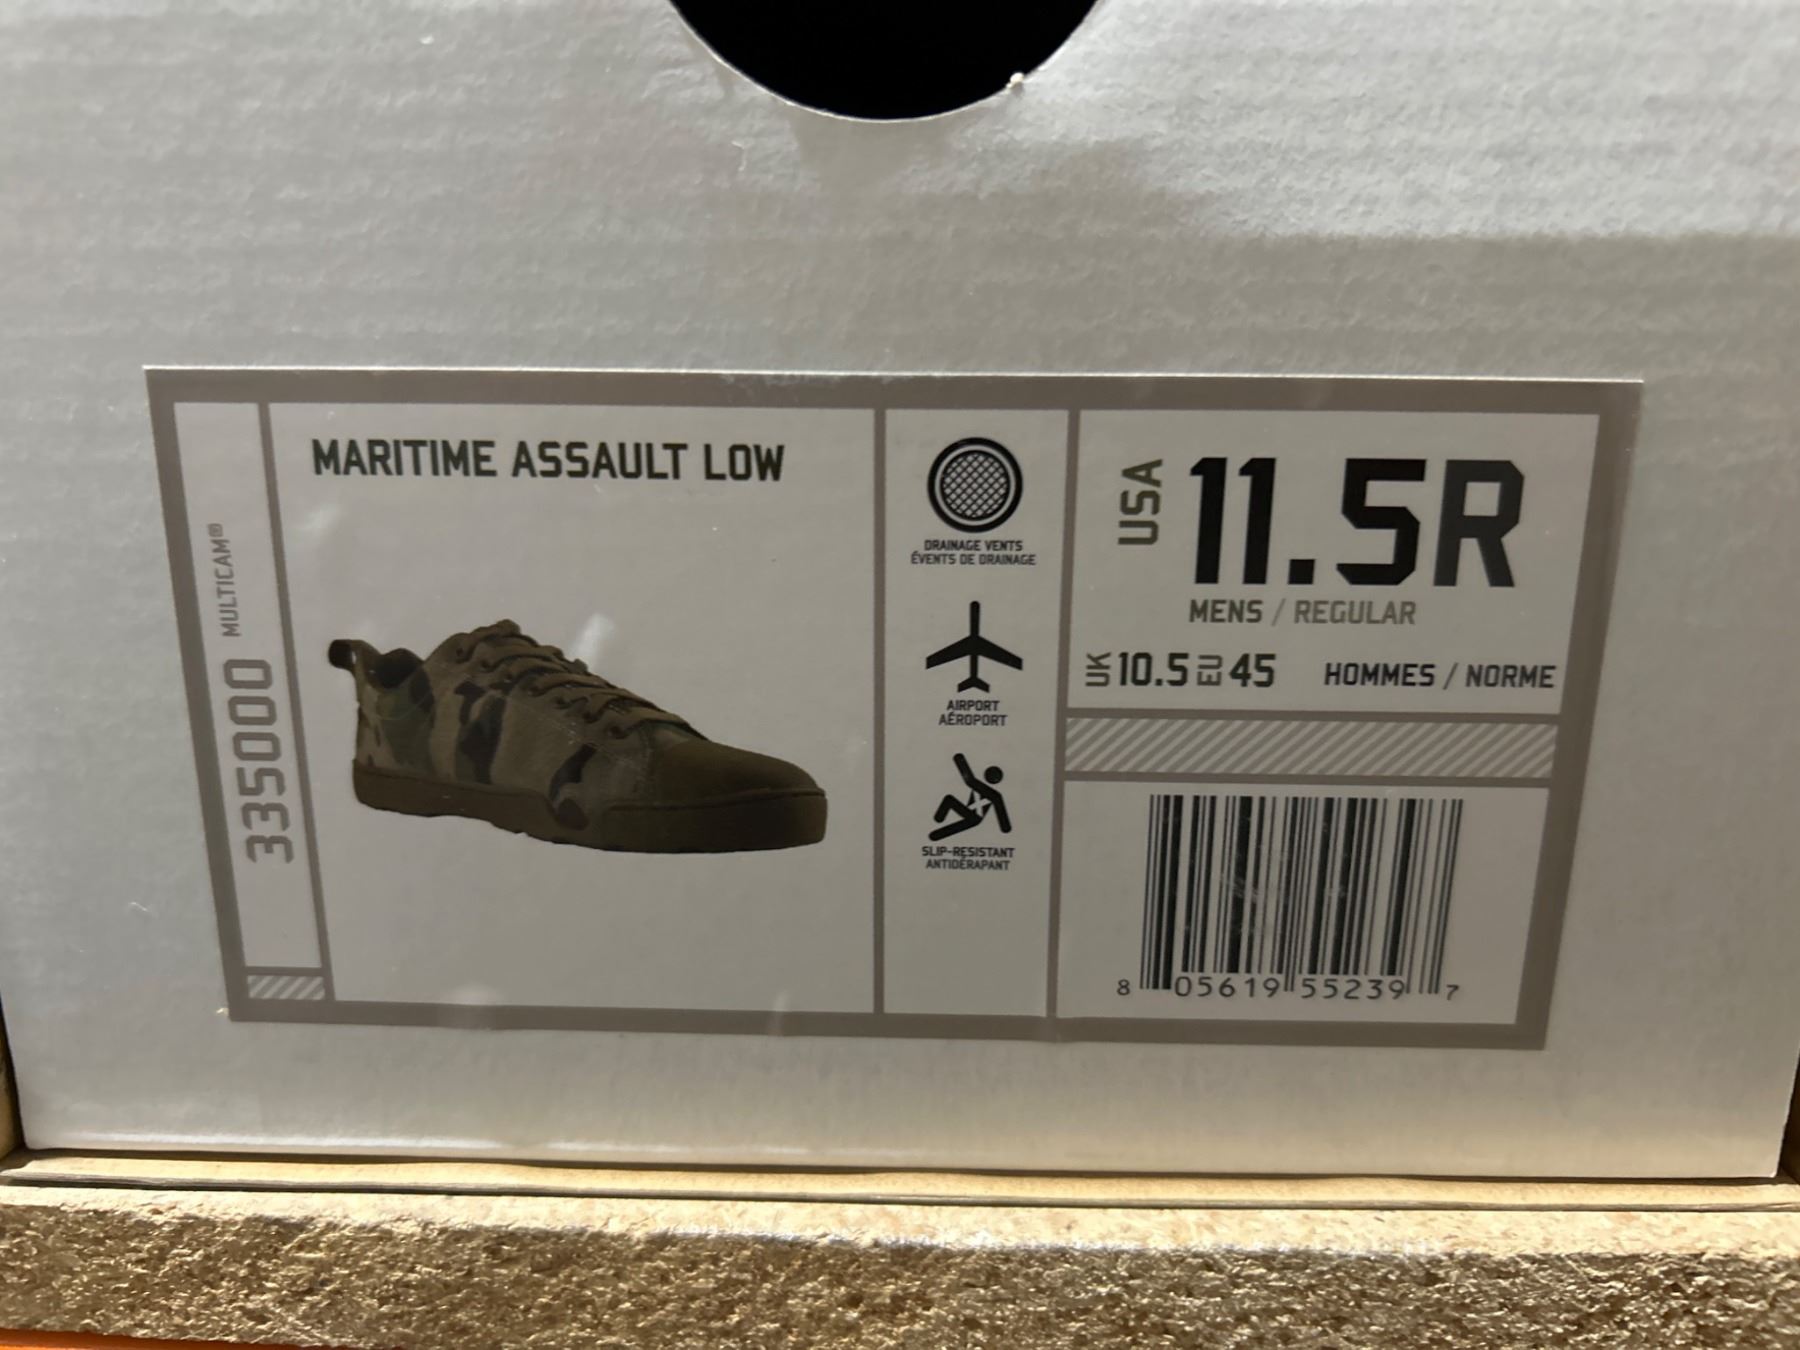 335000 MULTICAM®
MARITIME ASSAULT LOW
DRAINAGE VENTS
ÉVENTS DE DRAINAGE
AIRPORT
AÉROPORT
SLIP-RESISTANT
ANTIDÉRAPANT
USA 11.5R
MENS / REGULAR
UK 10.5 EU 45 HOMMES / NORME
8 05619 55239 7